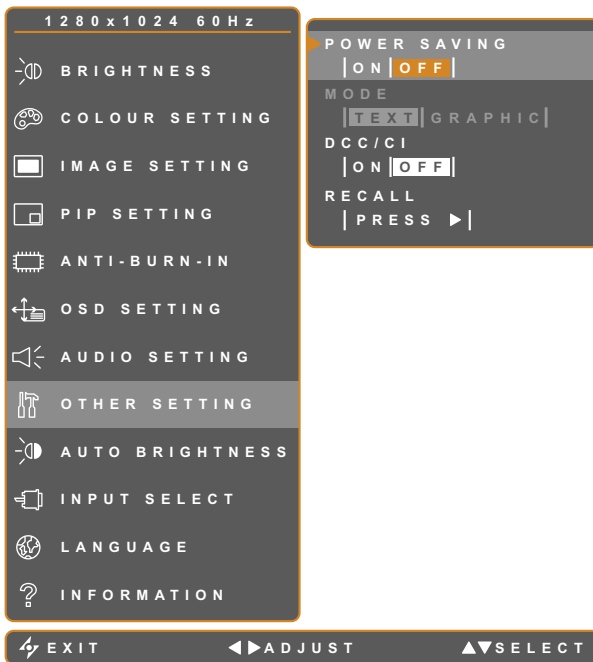 1280x1024 60Hz
BRIGHTNESS
COLOUR SETTING
IMAGE SETTING
PIP SETTING
ANTI-BURN-IN
OSD SETTING
AUDIO SETTING
OTHER SETTING
AUTO BRIGHTNESS
INPUT SELECT
LANGUAGE
INFORMATION
POWER SAVING
ON OFF
MODE
TEXT GRAPHIC
DCC/CI
ON OFF
RECALL
PRESS ▶
EXIT ◀▶ADJUST ▲▼SELECT